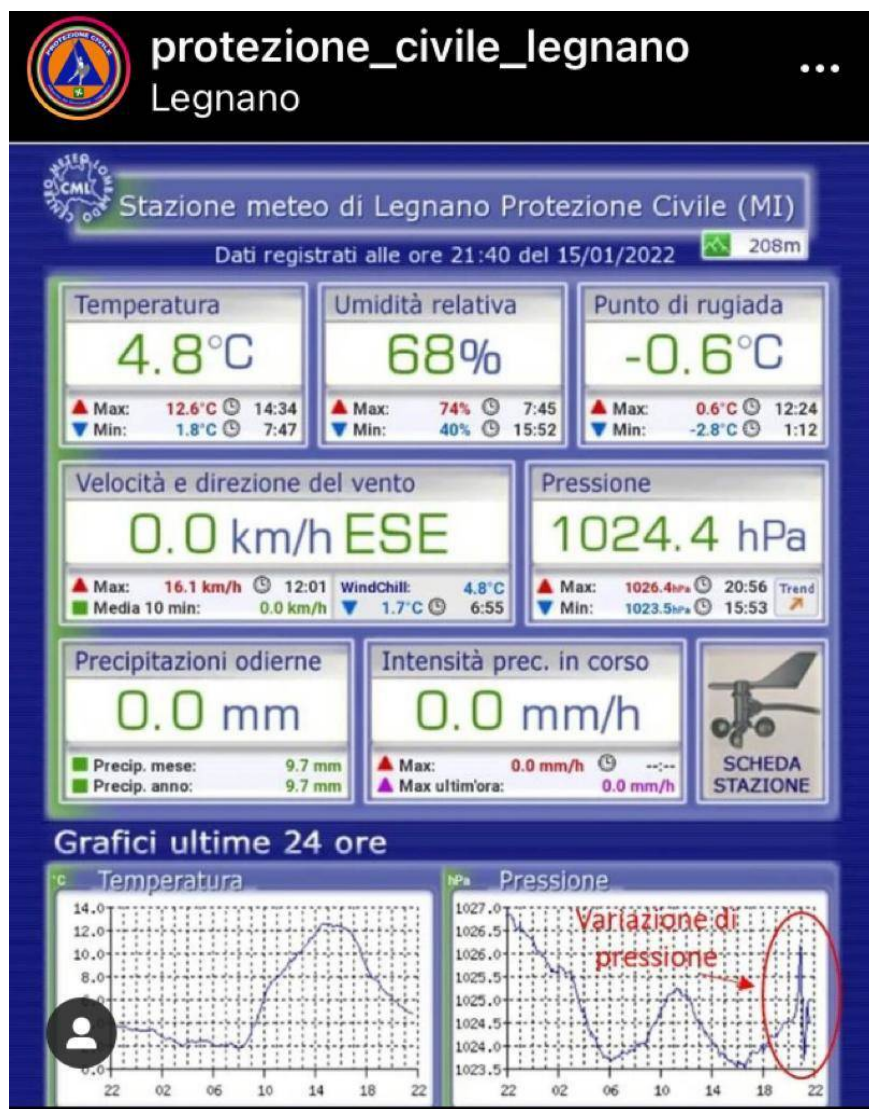 protezione_civile_legnano
Legnano
CENTRO METEO LOMBARDO
CML
Stazione meteo di Legnano Protezione Civile (MI)
Dati registrati alle ore 21:40 del 15/01/2022 208m
Temperatura Umidità relativa Punto di rugiada
4.8°C 68% -0.6°C
Max: 12.6°C 14:34 Max: 74% 7:45 Max: 0.6°C 12:24
Min: 1.8°C 7:47 Min: 40% 15:52 Min: -2.8°C 1:12
Velocità e direzione del vento Pressione
0.0 km/h ESE 1024.4 hPa
Max: 16.1 km/h 12:01 WindChill: 4.8°C Max: 1026.4hPa 20:56 Trend
Media 10 min: 0.0 km/h 1.7°C 6:55 Min: 1023.5hPa 15:53
Precipitazioni odierne Intensità prec. in corso
0.0 mm 0.0 mm/h
Precip. mese: 9.7 mm Max: 0.0 mm/h --:-- SCHEDA
Precip. anno: 9.7 mm Max ultim'ora: 0.0 mm/h STAZIONE
Grafici ultime 24 ore
°C Temperatura hPa Pressione
14.0 1027.0
12.0 1026.5
10.0 1026.0
8.0 1025.5
1025.0
1024.5
1024.0
0.0 1023.5
Variazione di
pressione
22 02 06 10 14 18 22 22 02 06 10 14 18 22